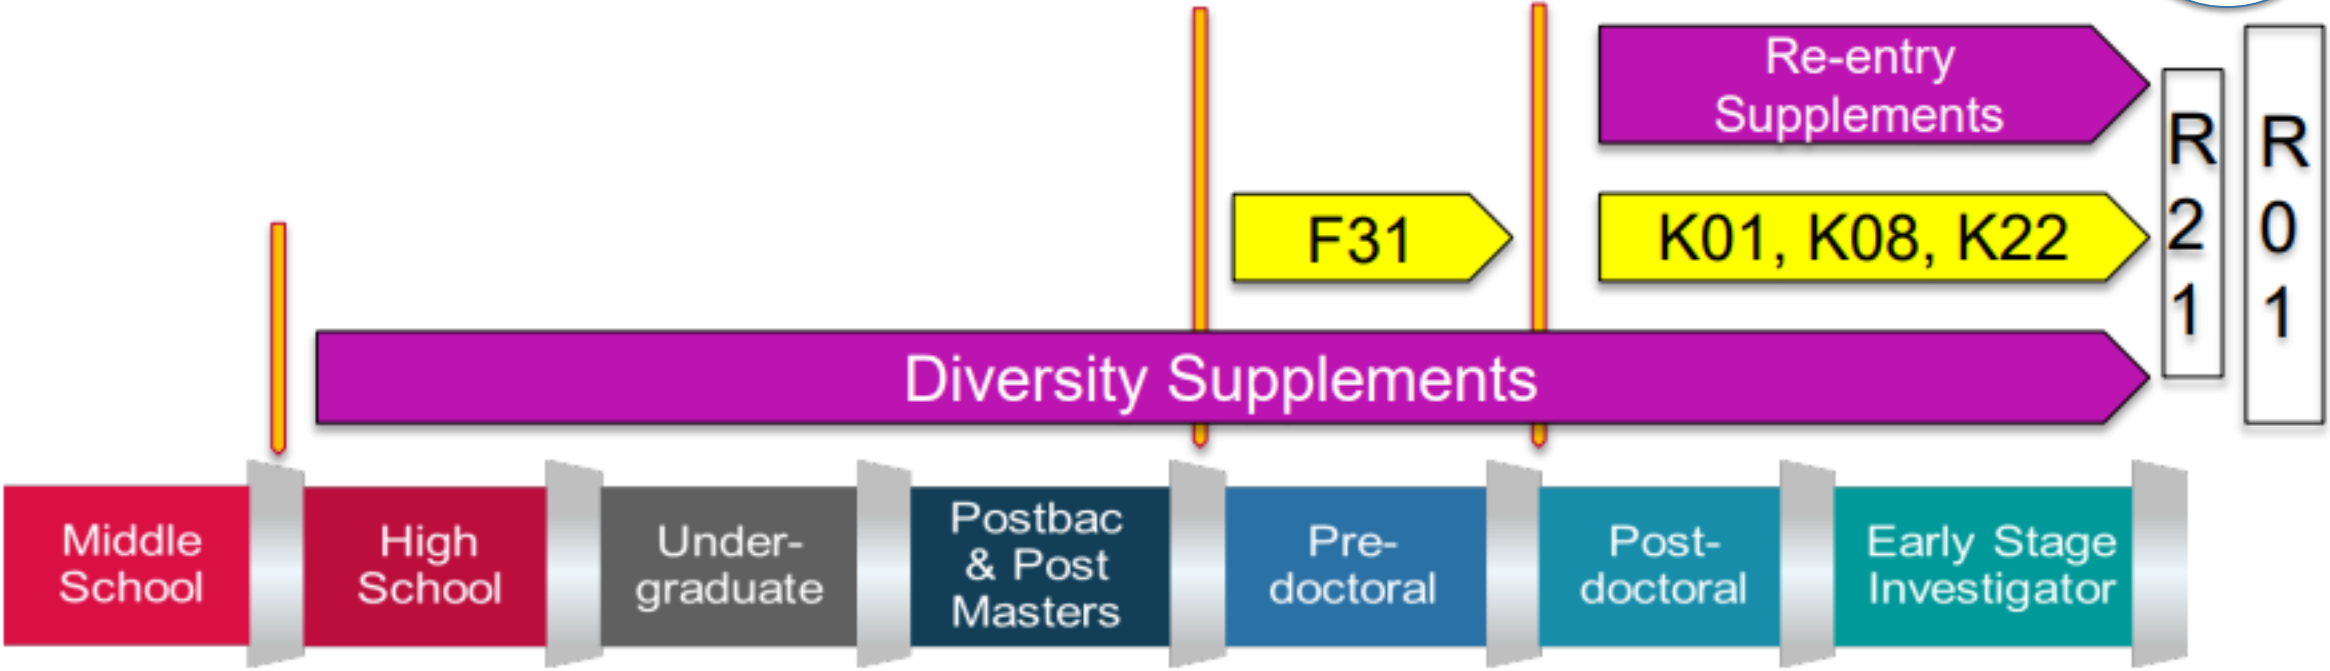 Re-entry
Supplements
R
2
1
R
0
1
F31
K01, K08, K22
Diversity Supplements
Middle
School
High
School
Under-
graduate
Postbac
& Post
Masters
Pre-
doctoral
Post-
doctoral
Early Stage
Investigator